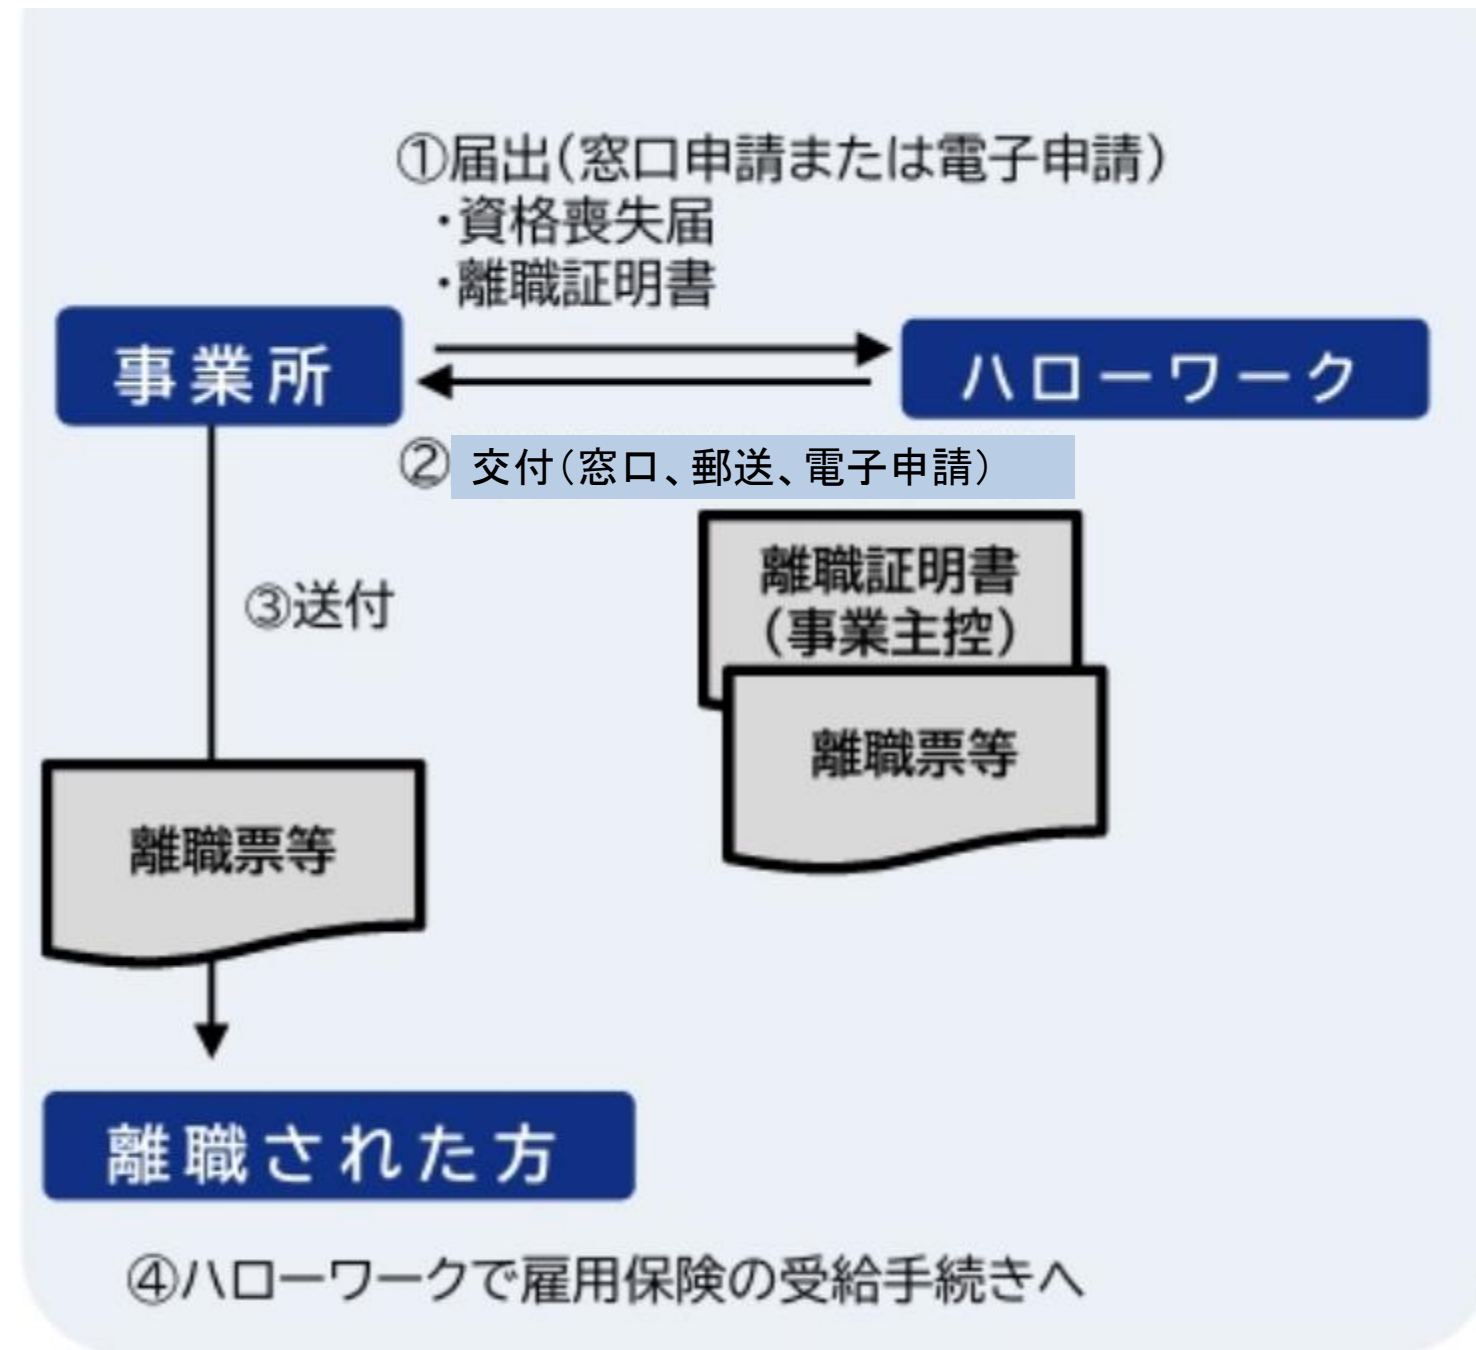 ①届出(窓口申請または電子申請)
・資格喪失届
・離職証明書
事業所
ハローワーク
②交付(窓口、郵送、電子申請)
離職証明書
(事業主控)
離職票等
③送付
離職票等
離職された方
④ハローワークで雇用保険の受給手続きへ